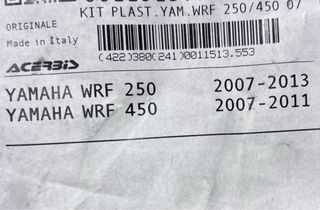 KIT PLAST.YAM.WRF 250/450 07
ORIGINALE
Made in Italy
(422)380(241)0011513.553
ACERBIS
YAMAHA WRF 250 2007-2013
YAMAHA WRF 450 2007-2011